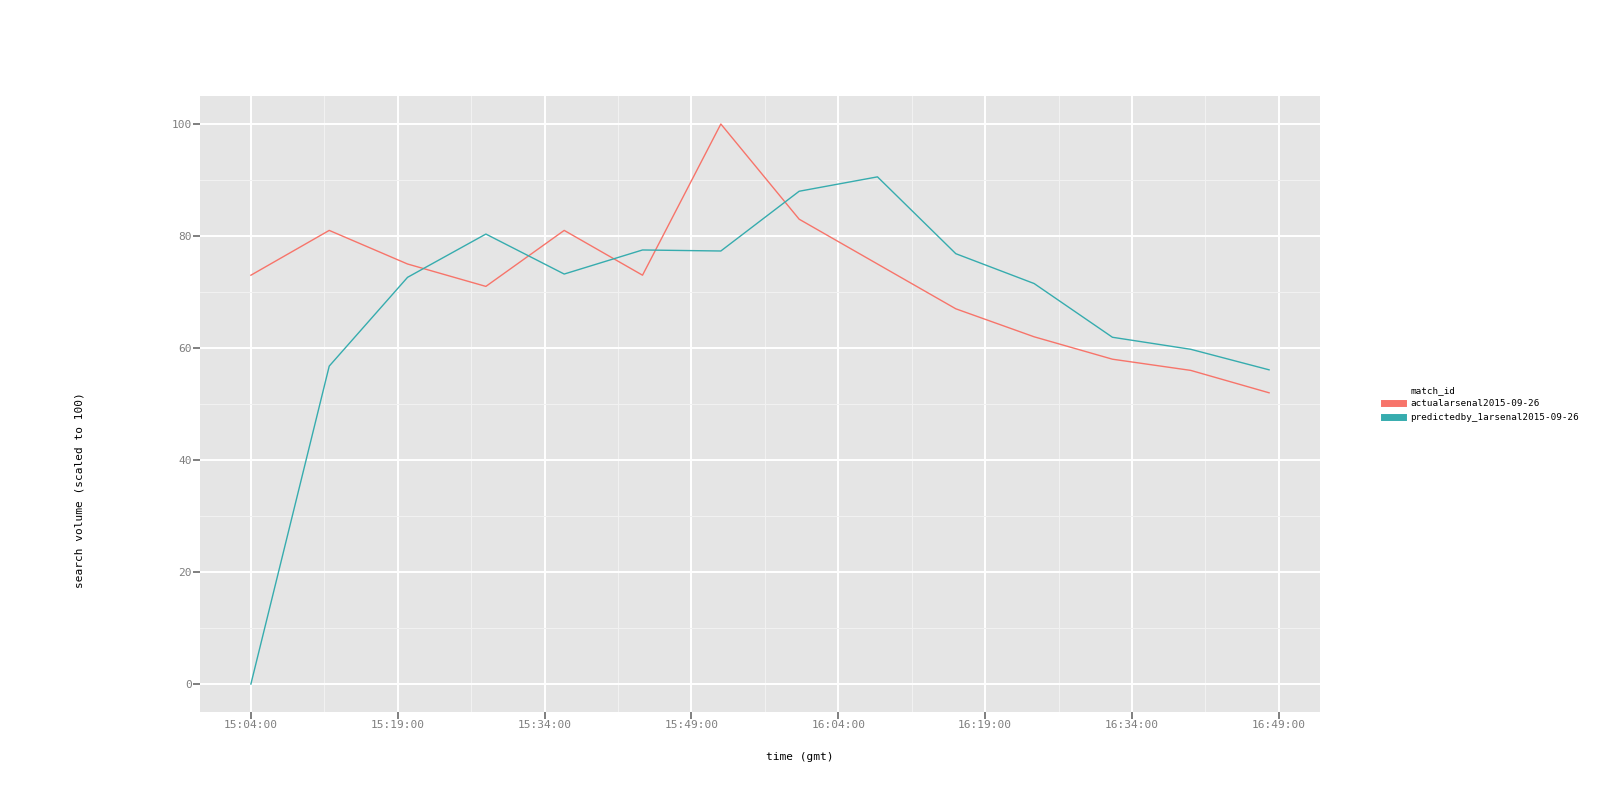 100
80
60
40
20
0
search volume (scaled to 100)
15:04:00 15:19:00 15:34:00 15:49:00 16:04:00 16:19:00 16:34:00 16:49:00
time (gmt)
match_id
actualarsenal2015-09-26
predictedby_1arsenal2015-09-26